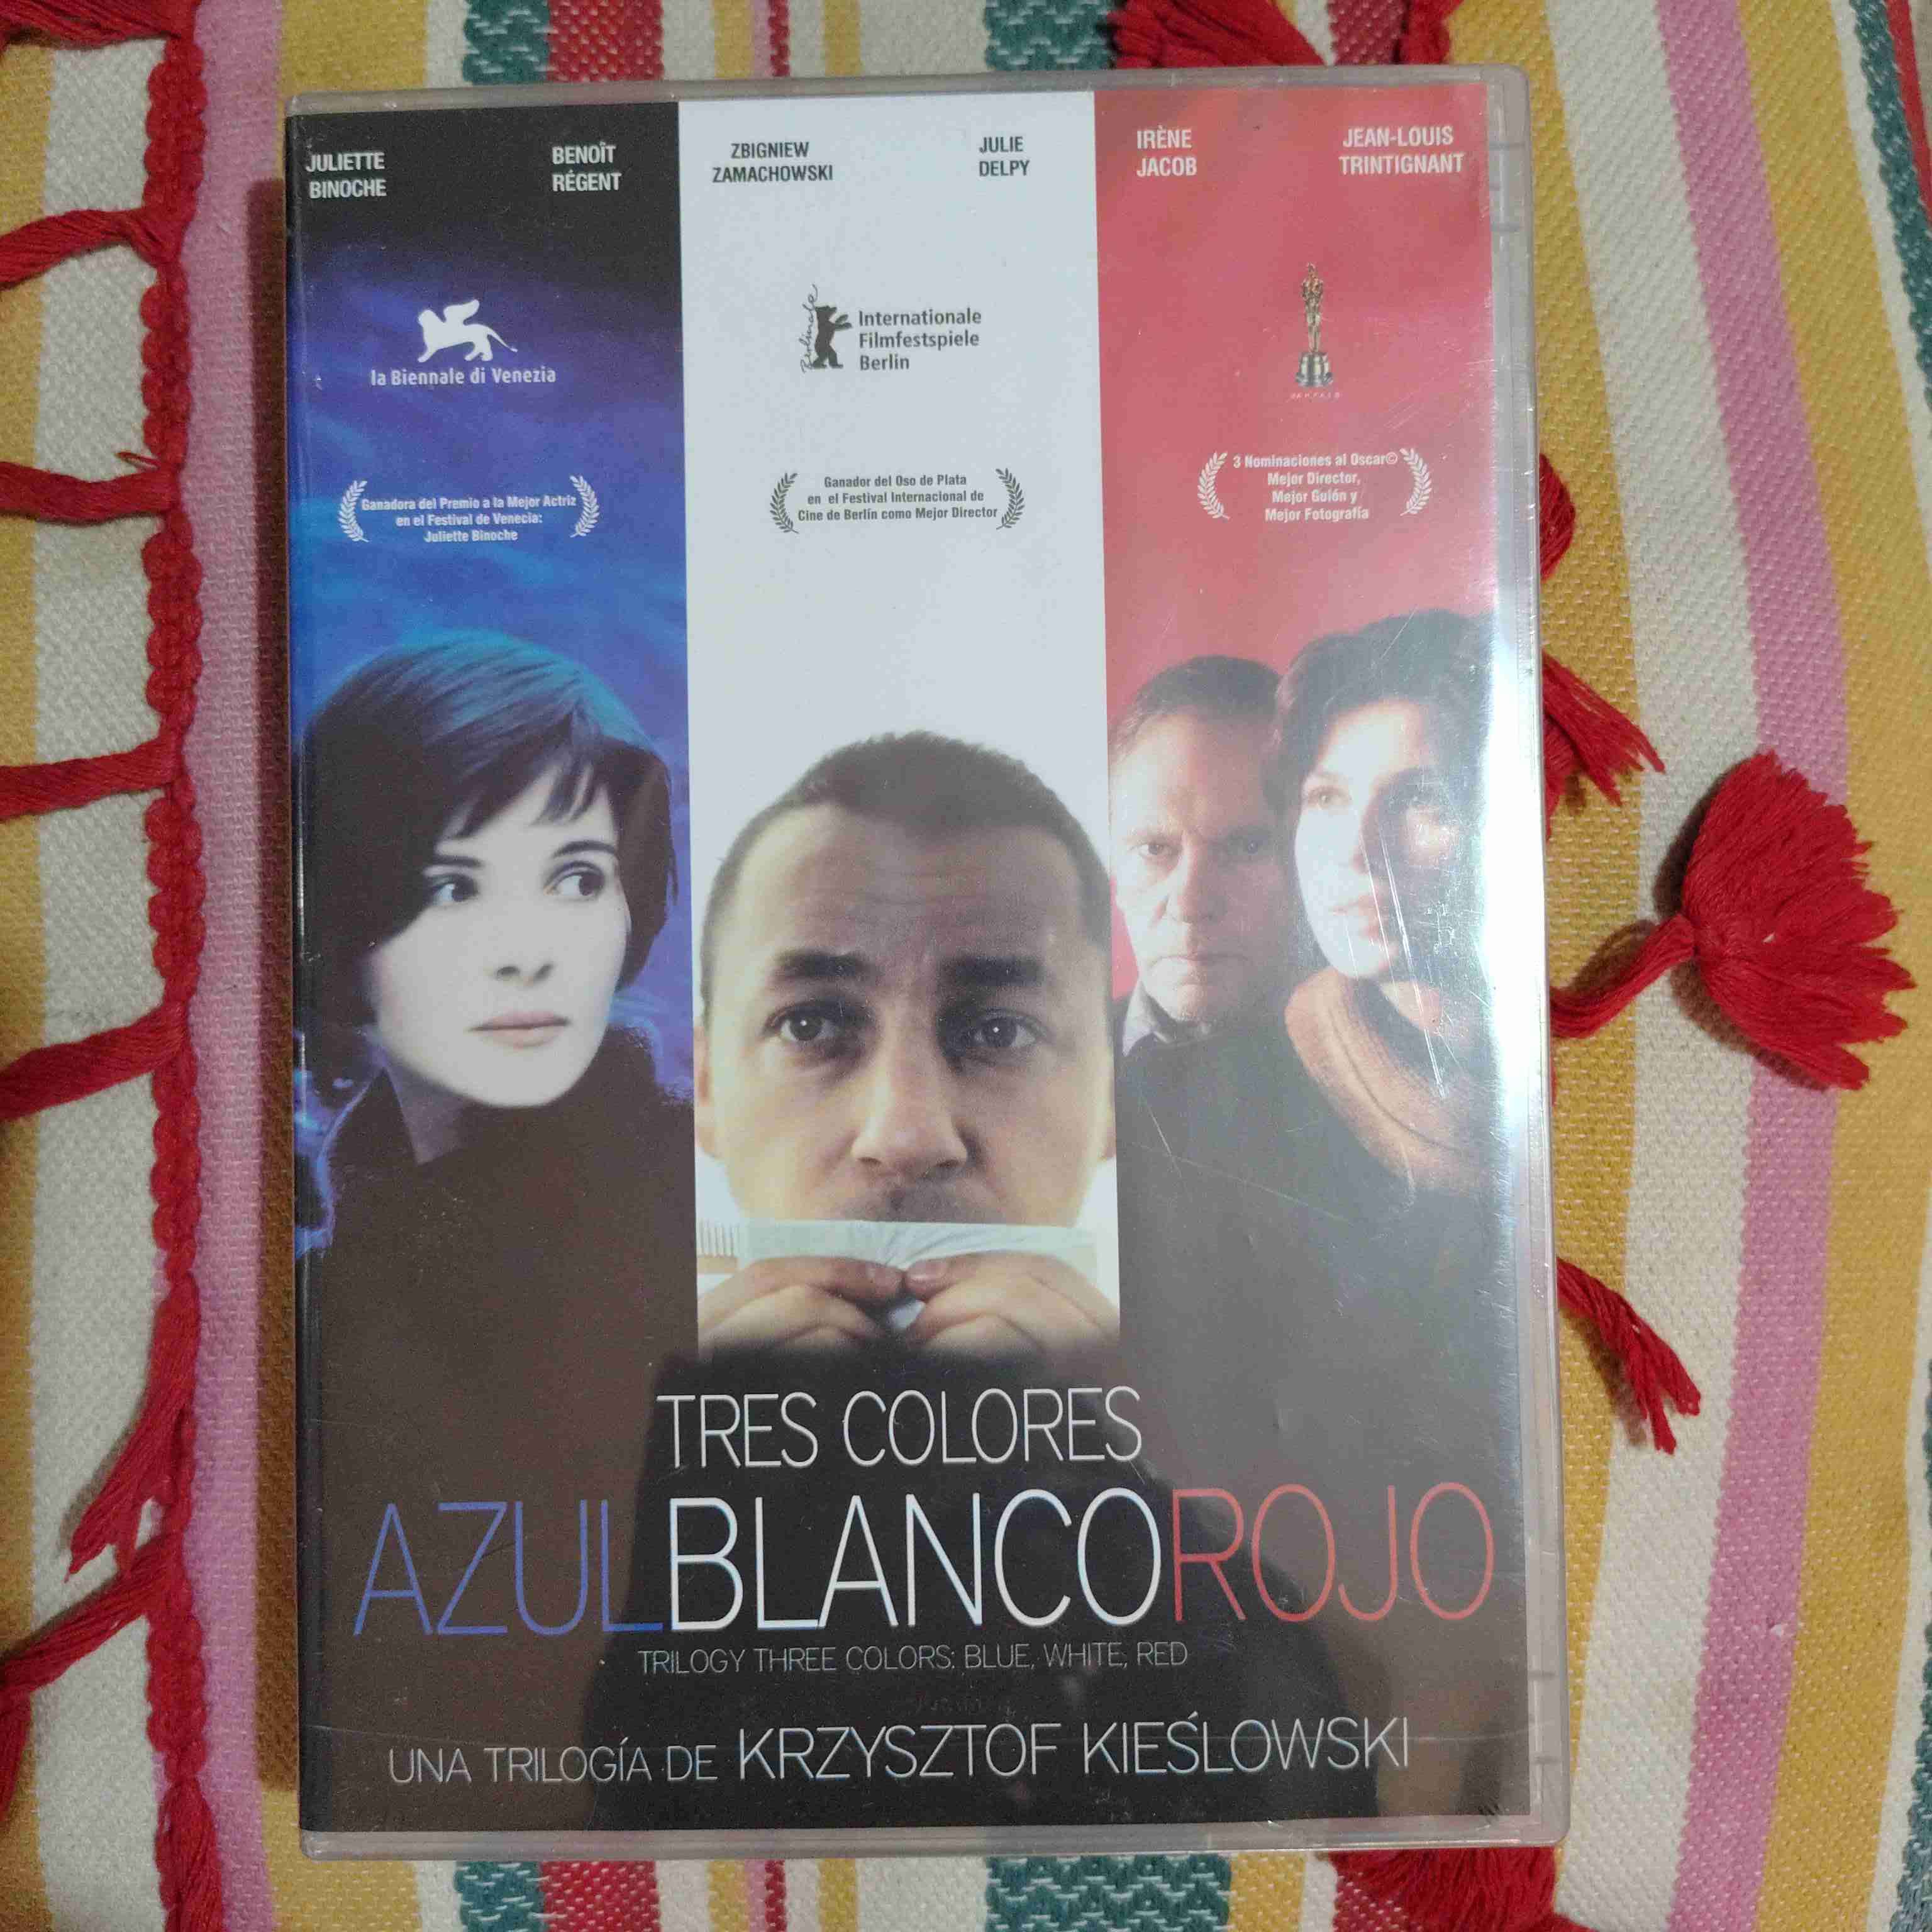 JULIETTE
BINOCHE
BENOÎT
RÉGENT
ZBIGNIEW
ZAMACHOWSKI
JULIE
DELPY
IRÈNE
JACOB
JEAN-LOUIS
TRINTIGNANT
la Biennale di Venezia
Ganadora del Premio a la Mejor Actriz
en el Festival de Venecia:
Juliette Binoche
Berlinale
Internationale
Filmfestspiele
Berlin
Ganador del Oso de Plata
en el Festival Internacional de
Cine de Berlín como Mejor Director
3 Nominaciones al Oscar©
Mejor Director,
Mejor Guión y
Mejor Fotografía
TRES COLORES
AZULBLANCOROJO
TRILOGY THREE COLORS: BLUE, WHITE, RED
UNA TRILOGÍA DE KRZYSZTOF KIEŚLOWSKI